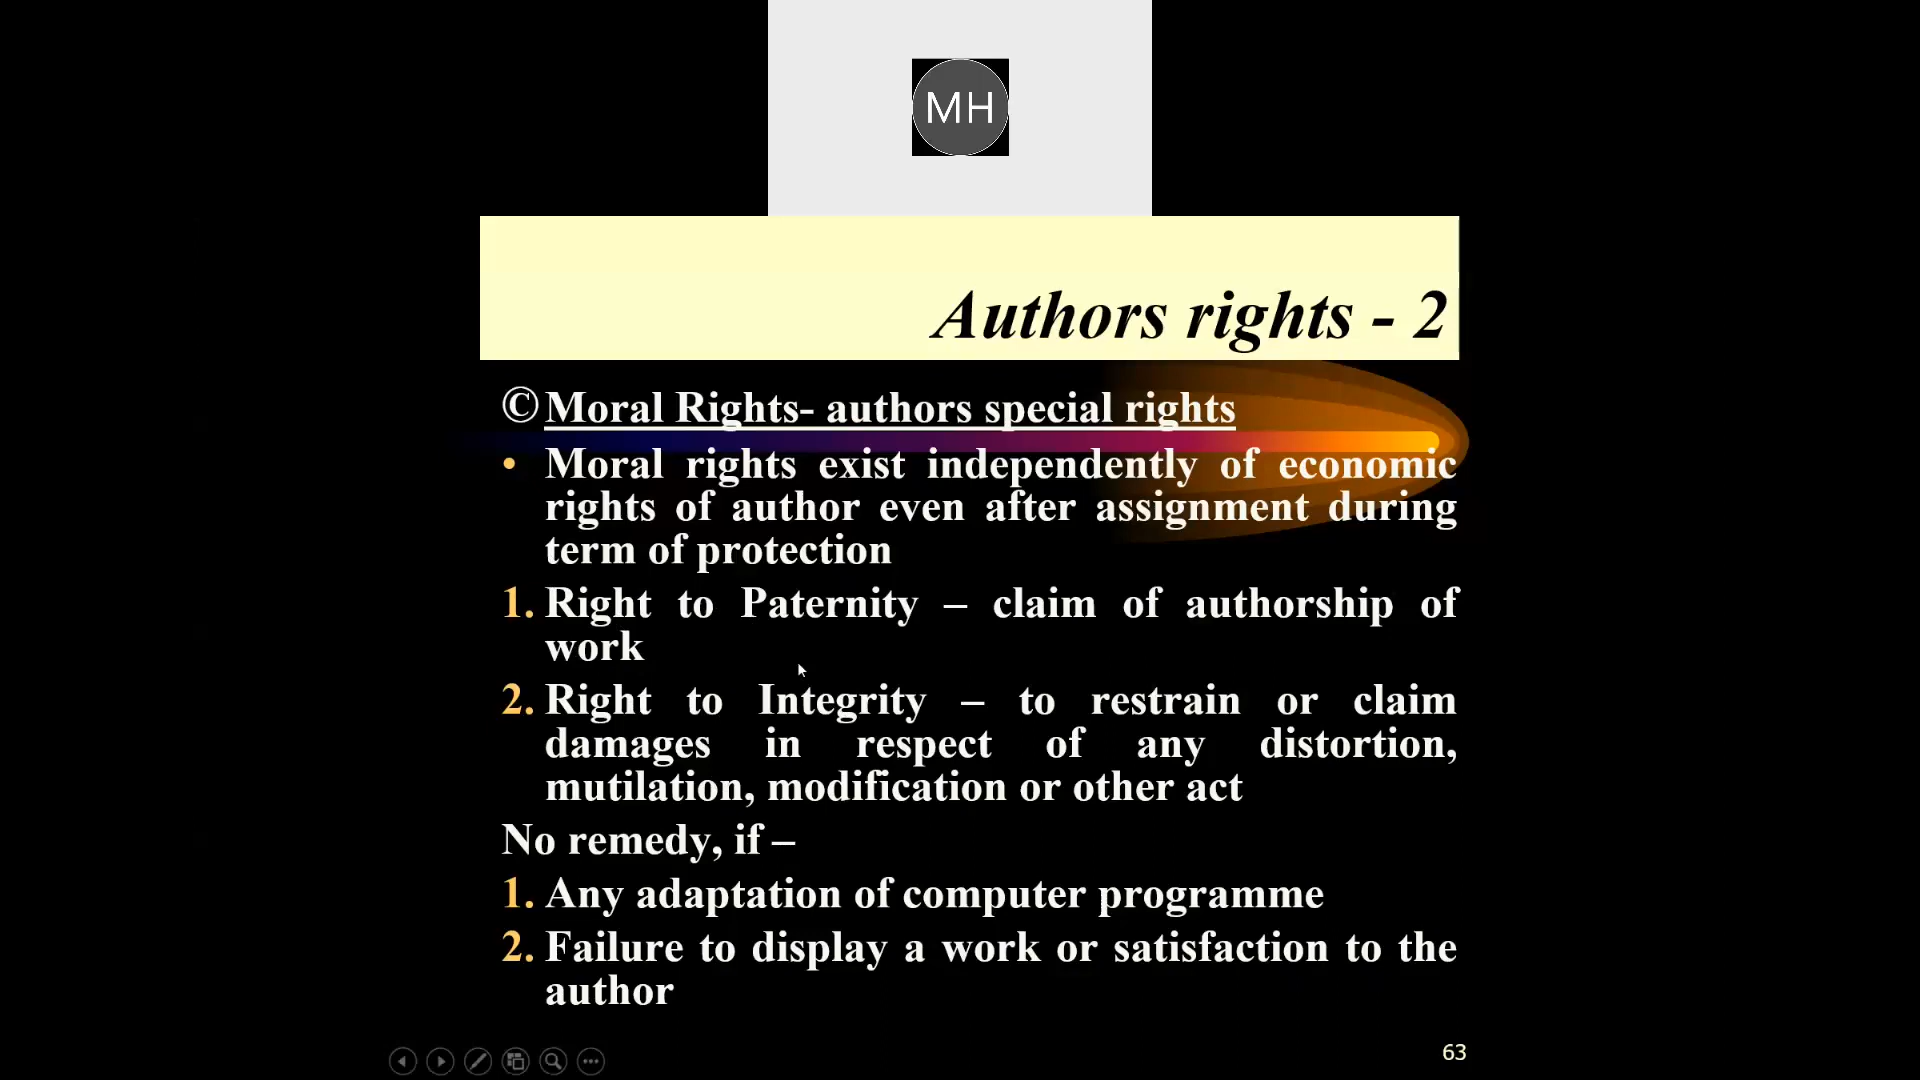 MH
Authors rights - 2
© Moral Rights- authors special rights
• Moral rights exist independently of economic
rights of author even after assignment during
term of protection
1. Right to Paternity – claim of authorship of
work
2. Right to Integrity – to restrain or claim
damages in respect of any distortion,
mutilation, modification or other act
No remedy, if –
1. Any adaptation of computer programme
2. Failure to display a work or satisfaction to the
author
63